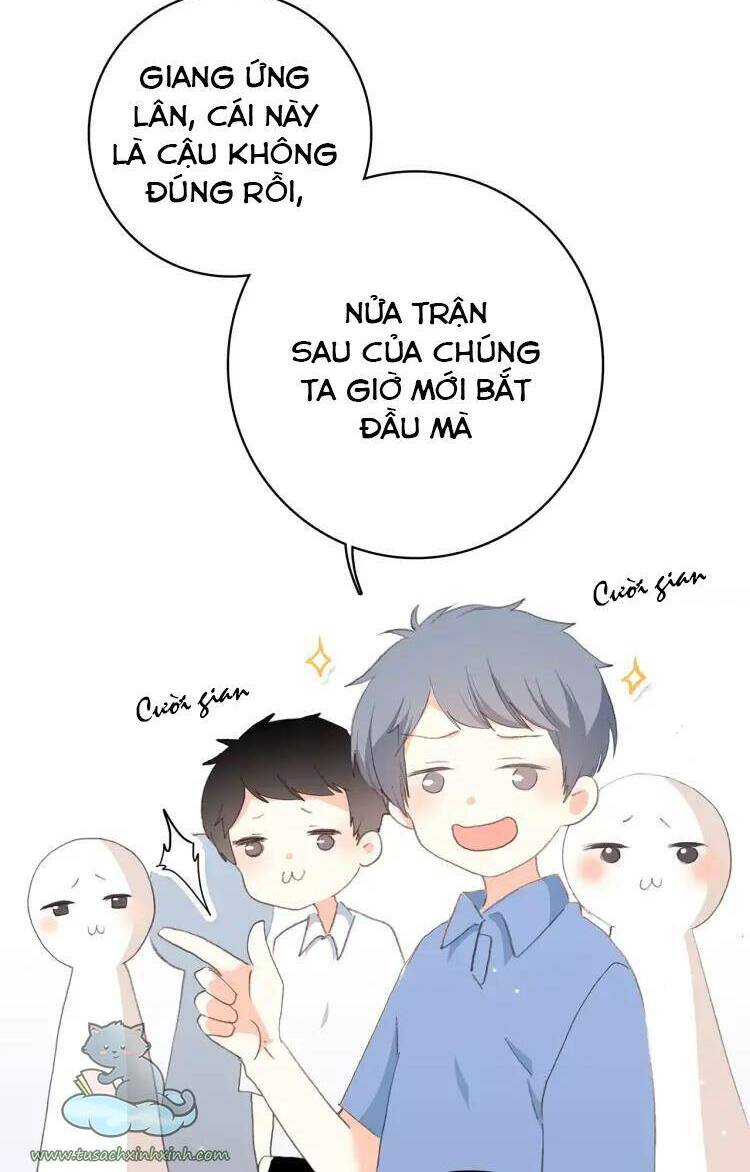 GIANG ỨNG
LÂN, CÁI NÀY
LÀ CẬU KHÔNG
ĐÚNG RỒI,
NỬA TRẬN
SAU CỦA CHÚNG
TA GIỜ MỚI BẮT
ĐẦU MÀ
Cười gian
Cười gian
www.tusachxinhxinh.com